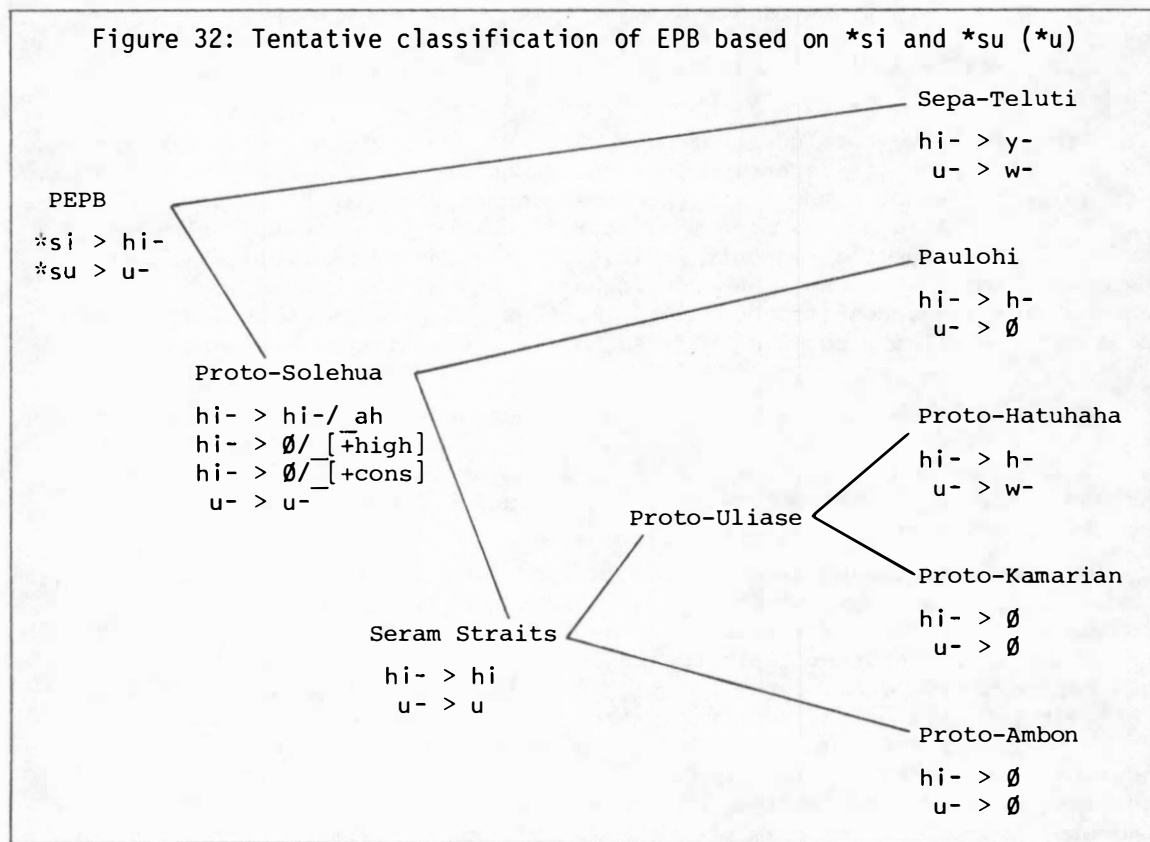 Figure 32: Tentative classification of EPB based on *si and *su (*u)
Sepa-Teluti
hi- > y-
u- > w-
PEPB
*si > hi-
*su > u-
Paulohi
hi- > h-
u- > Ø
Proto-Solehua
hi- > hi-/_ah
hi- > Ø/_[+high]
hi- > Ø/_[+cons]
u- > u-
Proto-Hatuhaha
hi- > h-
u- > w-
Proto-Uliase
Proto-Kamarian
hi- > Ø
u- > Ø
Seram Straits
hi- > hi
u- > u
Proto-Ambon
hi- > Ø
u- > Ø